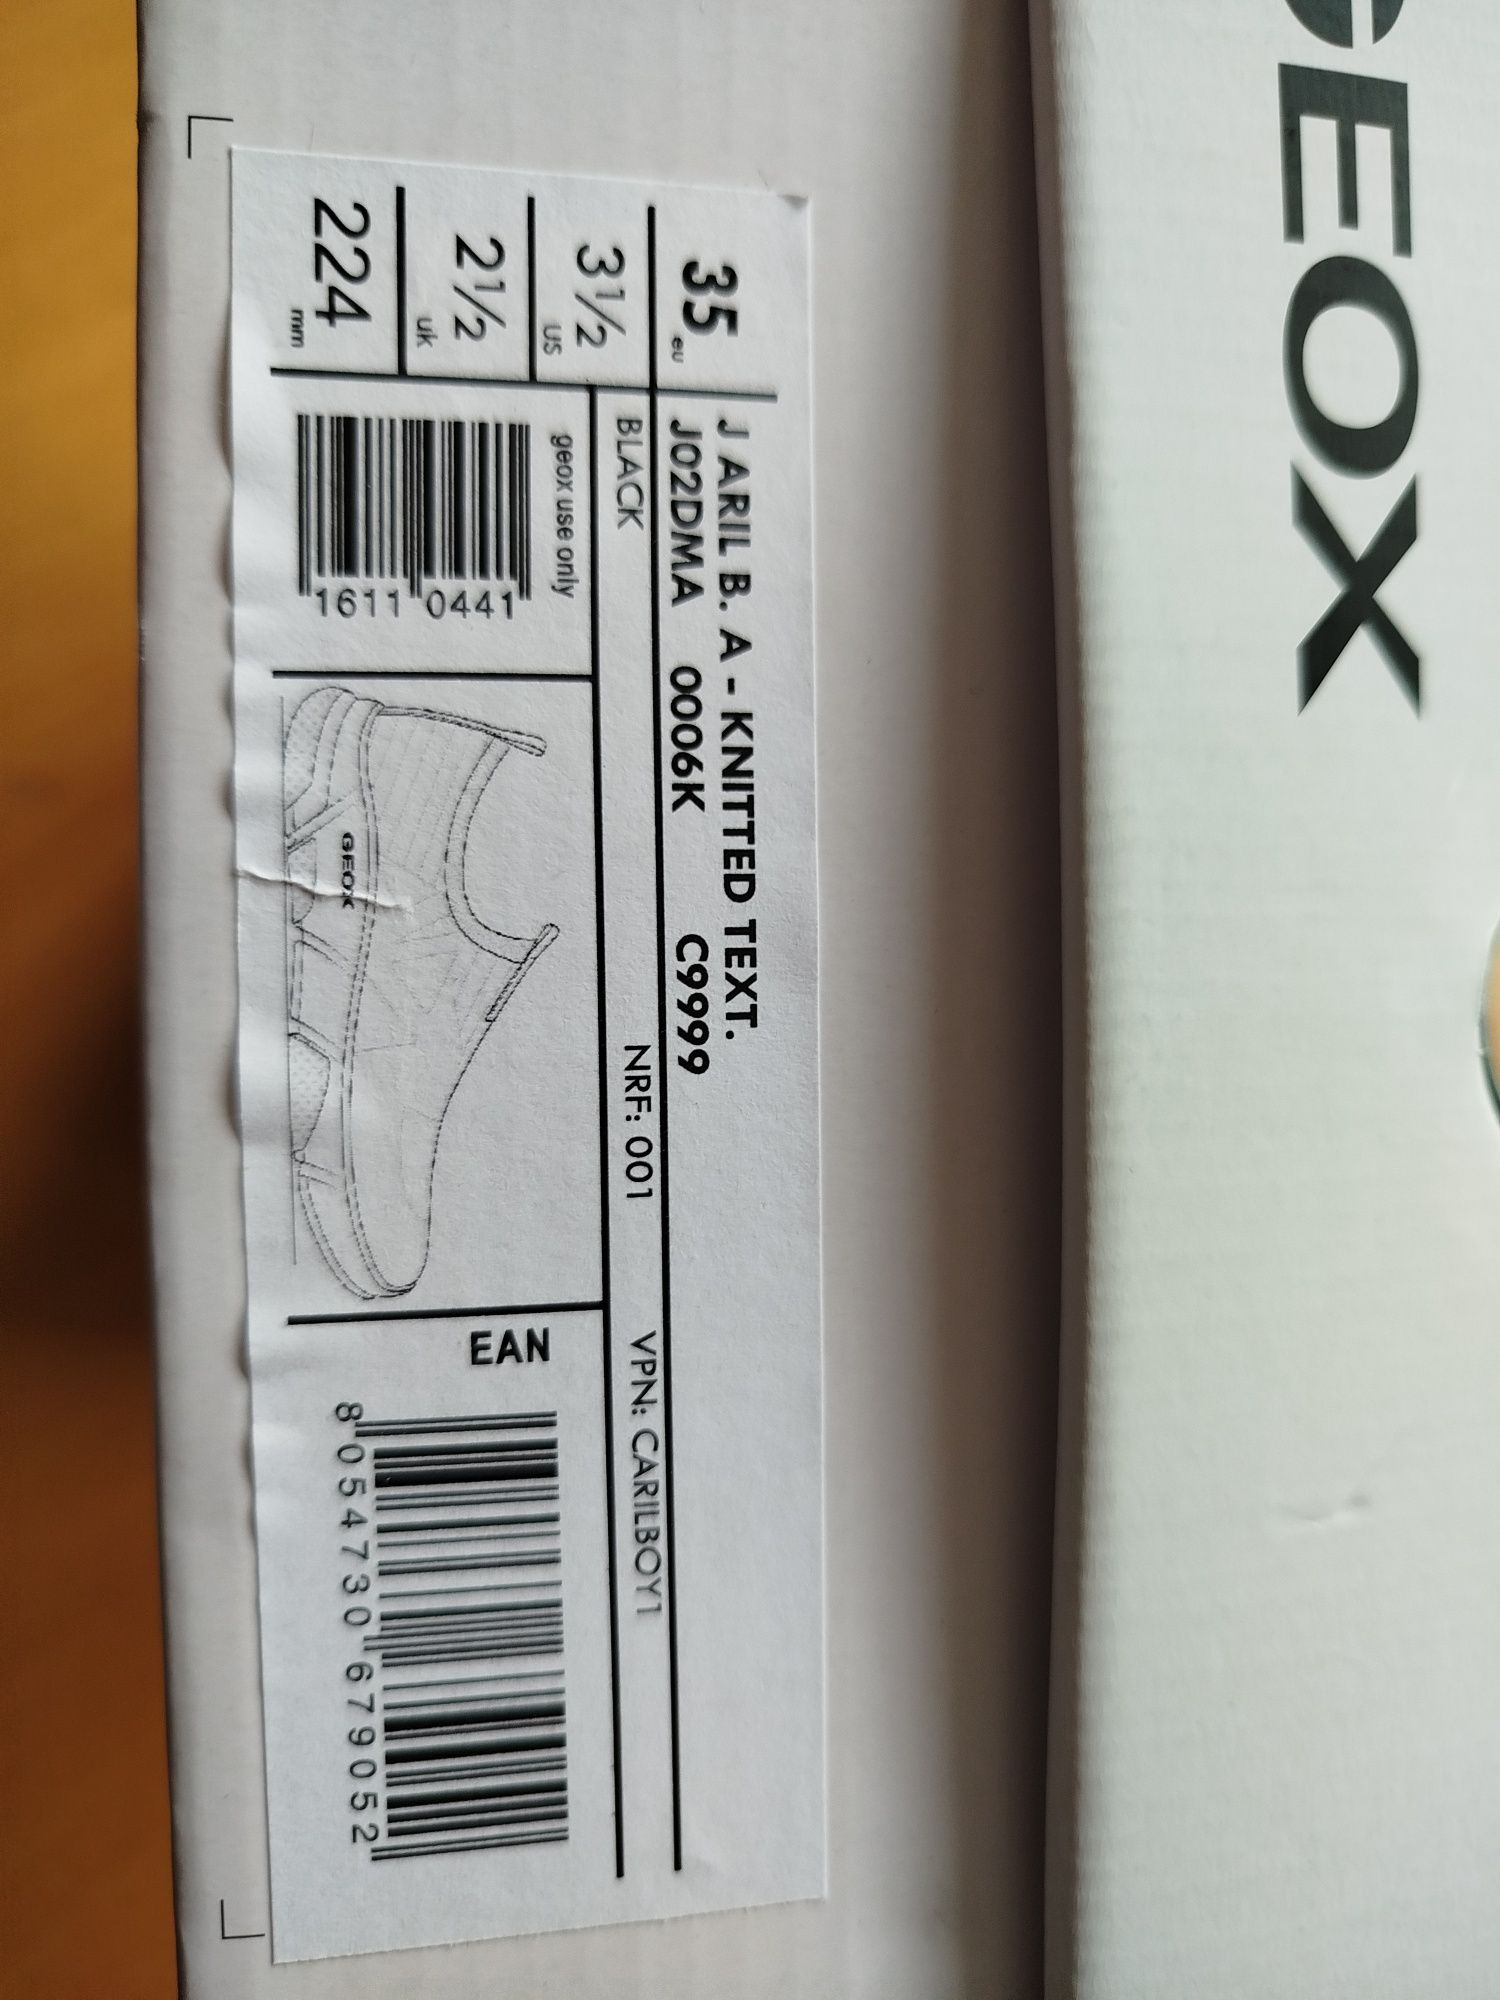 GEOX
35 eu
J ARIL B. A - KNITTED TEXT.
J02DMA 0006K C9999
3½ US
BLACK NRF: 001 VPN: CARILBOY1
2½ uk
224 mm
geox use only
1611 0441
GEOX
EAN
8 054730 679052